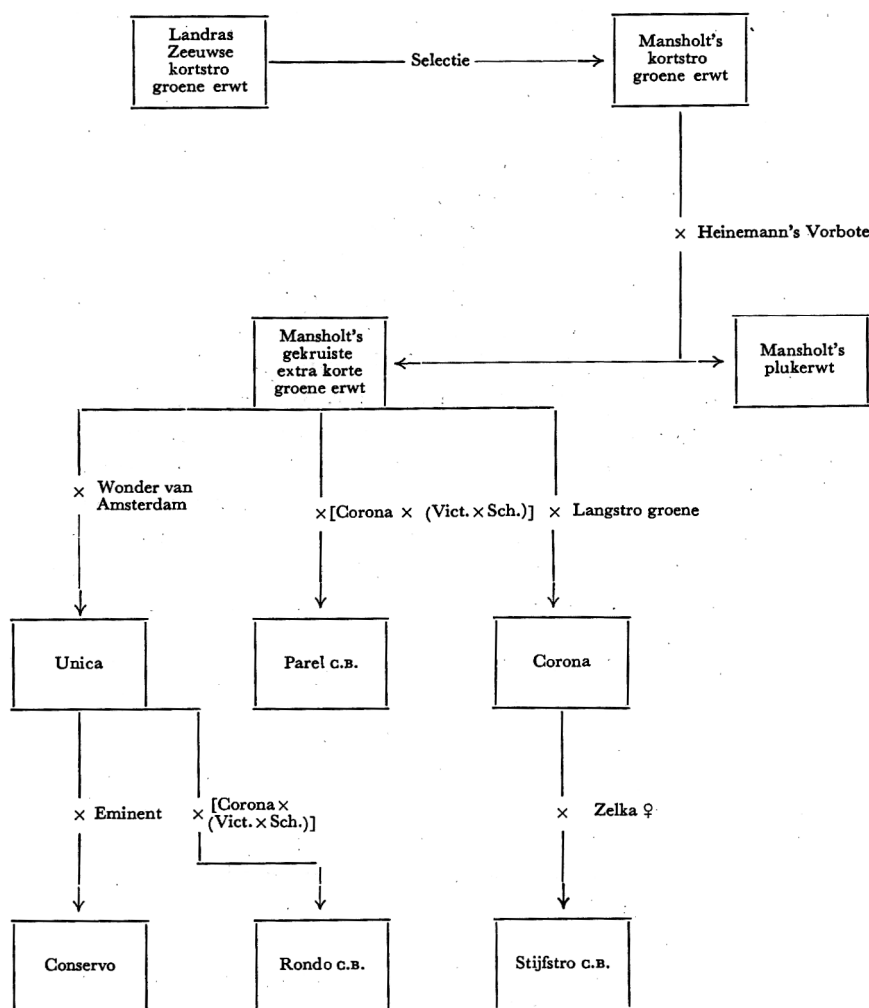 Landras
Zeeuwse
kortstro
groene erwt
Selectie
Mansholt's
kortstro
groene erwt
× Heinemann's Vorbote
Mansholt's
gekruiste
extra korte
groene erwt
Mansholt's
plukerwt
× Wonder van
Amsterdam
×[Corona × (Vict.×Sch.)]
× Langstro groene
Unica
Parel C.B.
Corona
× Eminent
× [Corona×
(Vict.×Sch.)]
× Zelka ♀
Conservo
Rondo C.B.
Stijfstro C.B.